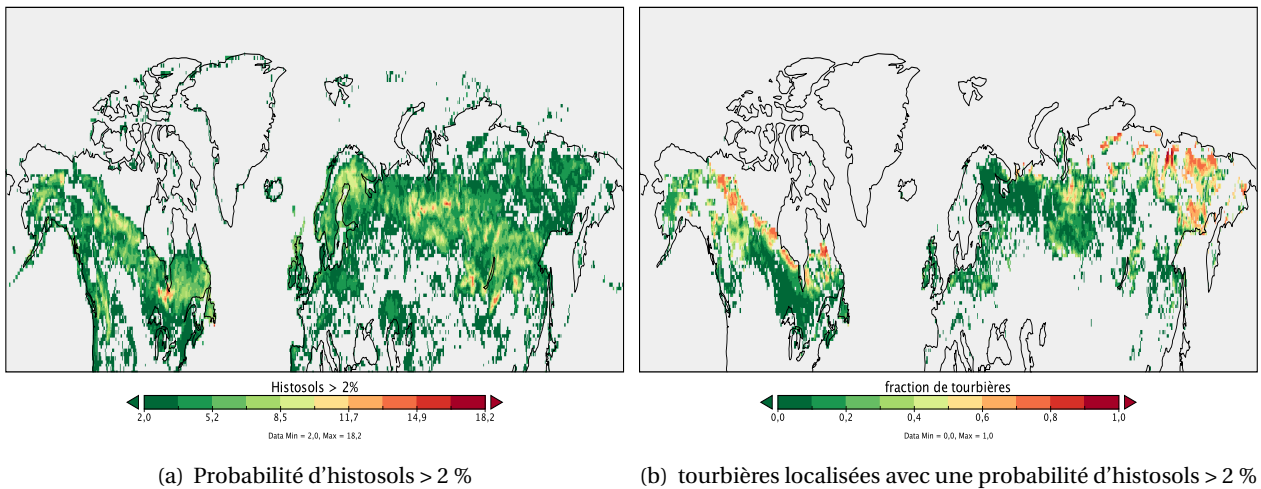 Histosols > 2%
2,0 5,2 8,5 11,7 14,9 18,2
Data Min = 2,0, Max = 18,2
(a) Probabilité d'histosols > 2 %
fraction de tourbières
0,0 0,2 0,4 0,6 0,8 1,0
Data Min = 0,0, Max = 1,0
(b) tourbières localisées avec une probabilité d'histosols > 2 %